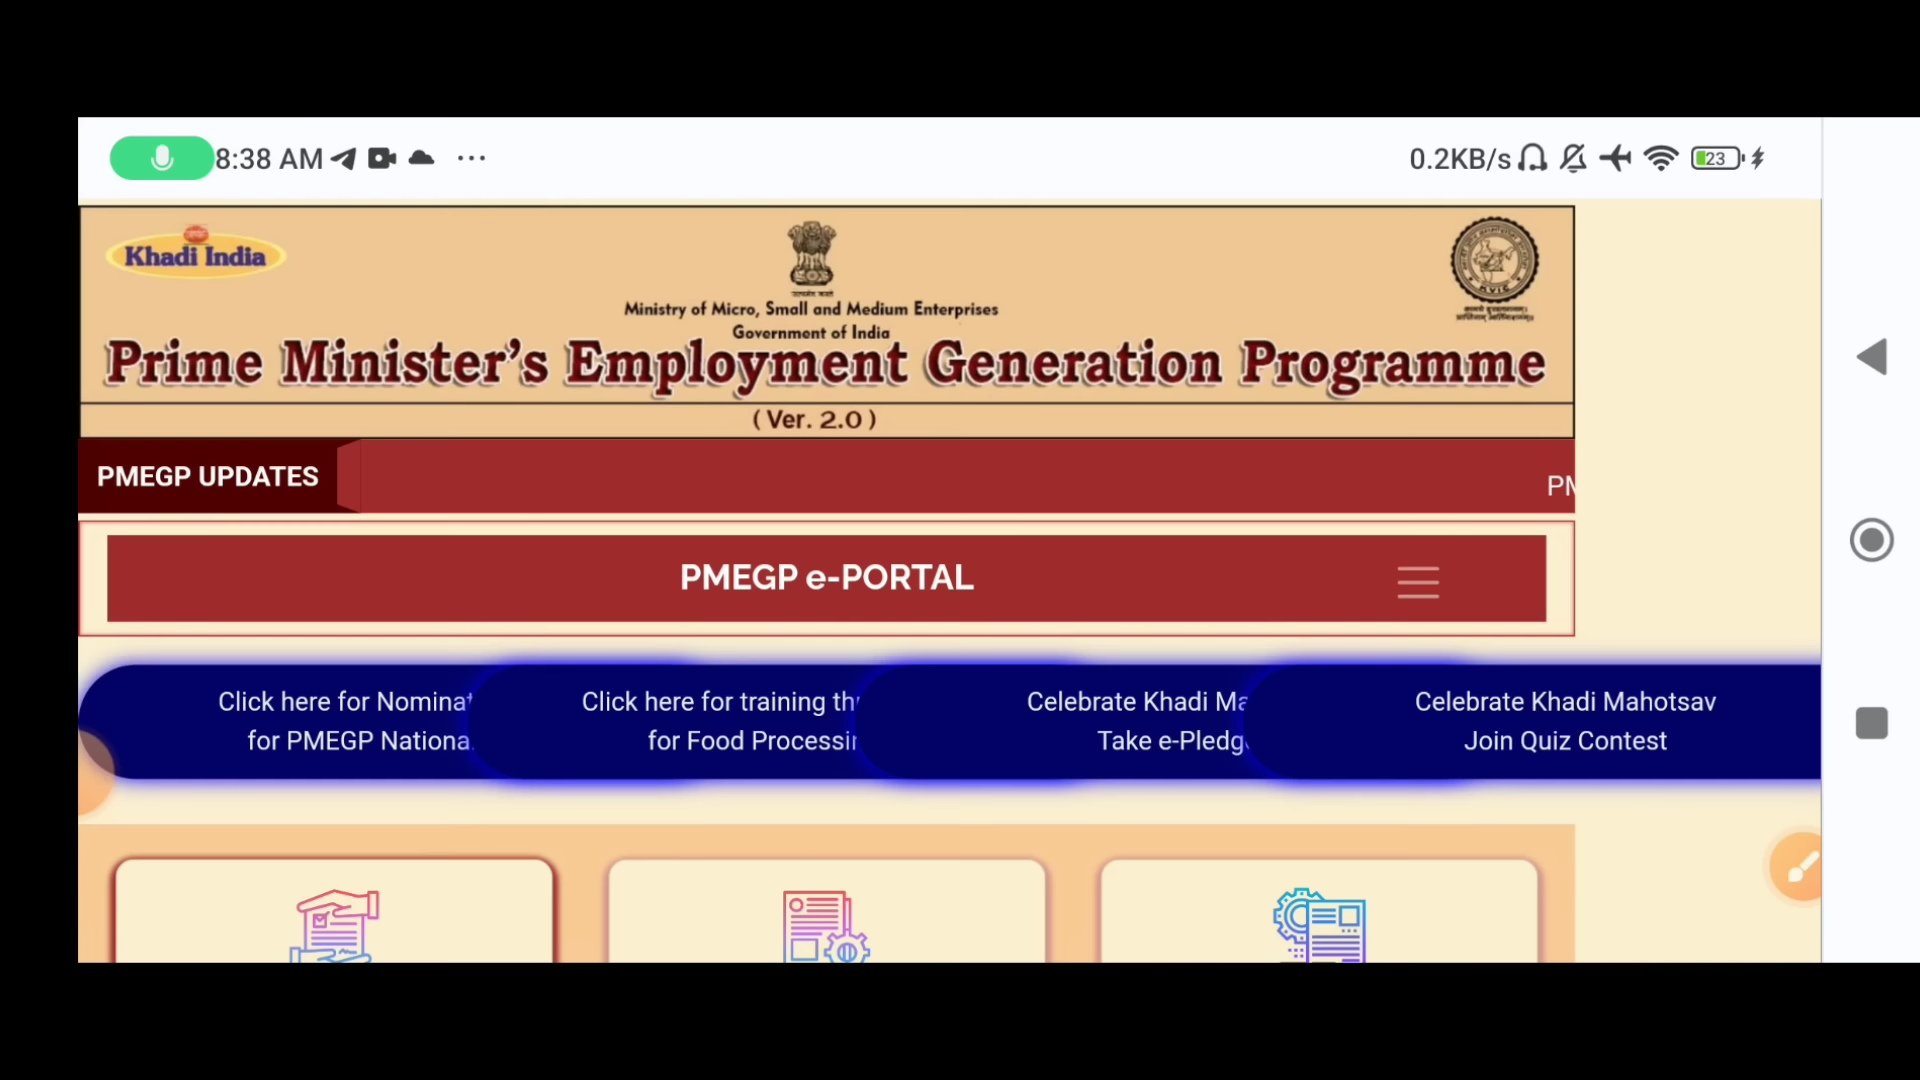 8:38 AM
0.2KB/s
23
Khadi India
Ministry of Micro, Small and Medium Enterprises
Government of India
Prime Minister's Employment Generation Programme
( Ver. 2.0 )
PMEGP UPDATES
PM
PMEGP e-PORTAL
Click here for Nominat
for PMEGP Nationa
Click here for training th
for Food Processin
Celebrate Khadi Ma
Take e-Pledg
Celebrate Khadi Mahotsav
Join Quiz Contest